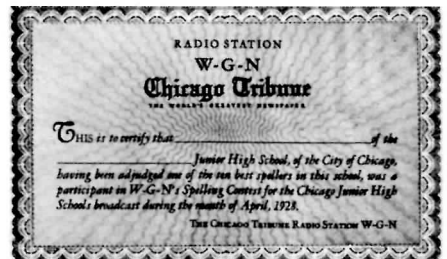 RADIO STATION
W-G-N
Chicago Tribune
THE WORLD'S GREATEST NEWSPAPER
THIS is to certify that of the
Junior High School, of the City of Chicago,
having been adjudged one of the ten best spellers in this school, was a
participant in W-G-N's Spelling Contest for the Chicago Junior High
Schools broadcast during the month of April, 1928.
THE CHICAGO TRIBUNE RADIO STATION W-G-N